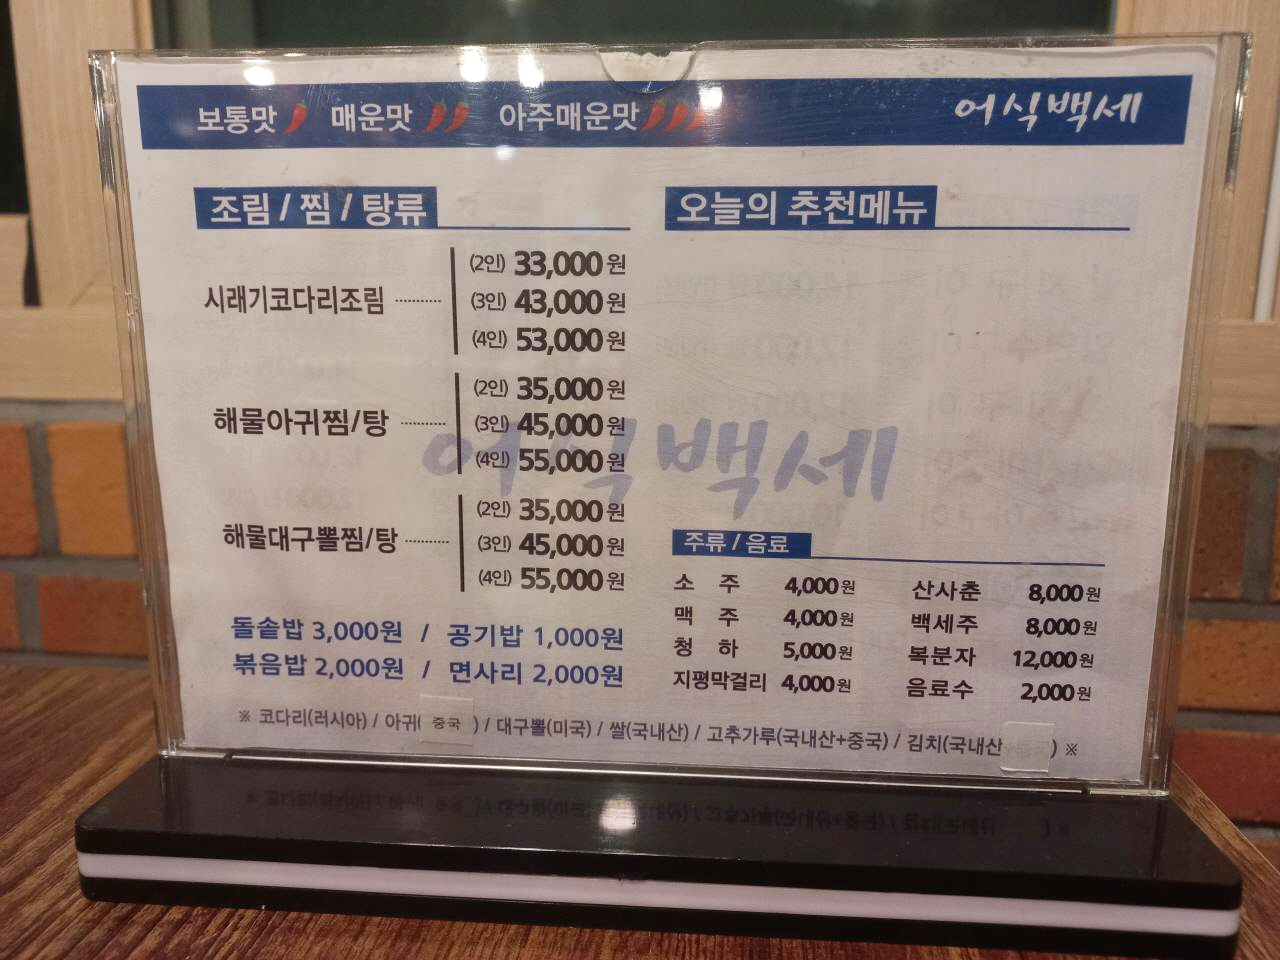 보통맛 매운맛 아주매운맛 어식백세
조림 / 찜 / 탕류
시래기코다리조림
(2인) 33,000원
(3인) 43,000원
(4인) 53,000원
해물아귀찜/탕
(2인) 35,000원
(3인) 45,000원
(4인) 55,000원
해물대구뽈찜/탕
(2인) 35,000원
(3인) 45,000원
(4인) 55,000원
돌솥밥 3,000원 / 공기밥 1,000원
볶음밥 2,000원 / 면사리 2,000원
오늘의 추천메뉴
어식백세
주류 / 음료
소 주 4,000원 산사춘 8,000원
맥 주 4,000원 백세주 8,000원
청 하 5,000원 복분자 12,000원
지평막걸리 4,000원 음료수 2,000원
※ 코다리(러시아) / 아귀( 중국 ) / 대구뽈(미국) / 쌀(국내산) / 고추가루(국내산+중국) / 김치(국내산 ) ※